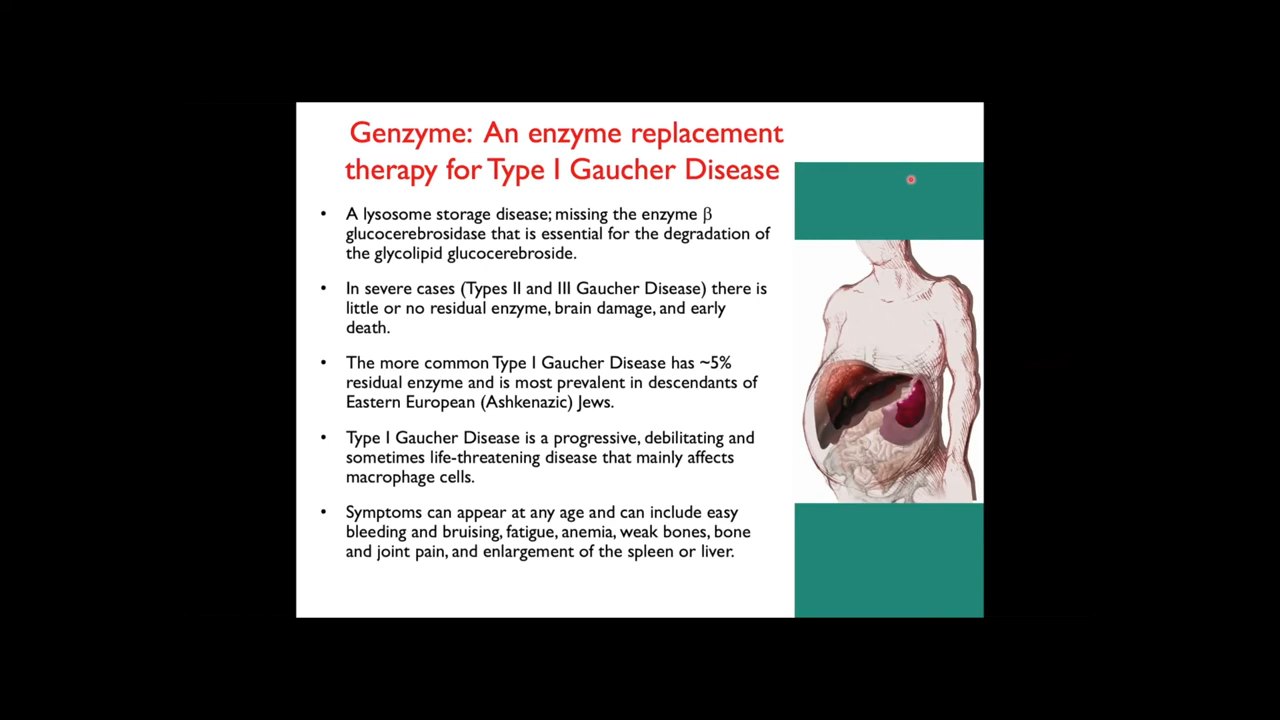 Genzyme: An enzyme replacement
therapy for Type I Gaucher Disease
• A lysosome storage disease; missing the enzyme β
glucocerebrosidase that is essential for the degradation of
the glycolipid glucocerebroside.
• In severe cases (Types II and III Gaucher Disease) there is
little or no residual enzyme, brain damage, and early
death.
• The more common Type I Gaucher Disease has ~5%
residual enzyme and is most prevalent in descendants of
Eastern European (Ashkenazic) Jews.
• Type I Gaucher Disease is a progressive, debilitating and
sometimes life-threatening disease that mainly affects
macrophage cells.
• Symptoms can appear at any age and can include easy
bleeding and bruising, fatigue, anemia, weak bones, bone
and joint pain, and enlargement of the spleen or liver.